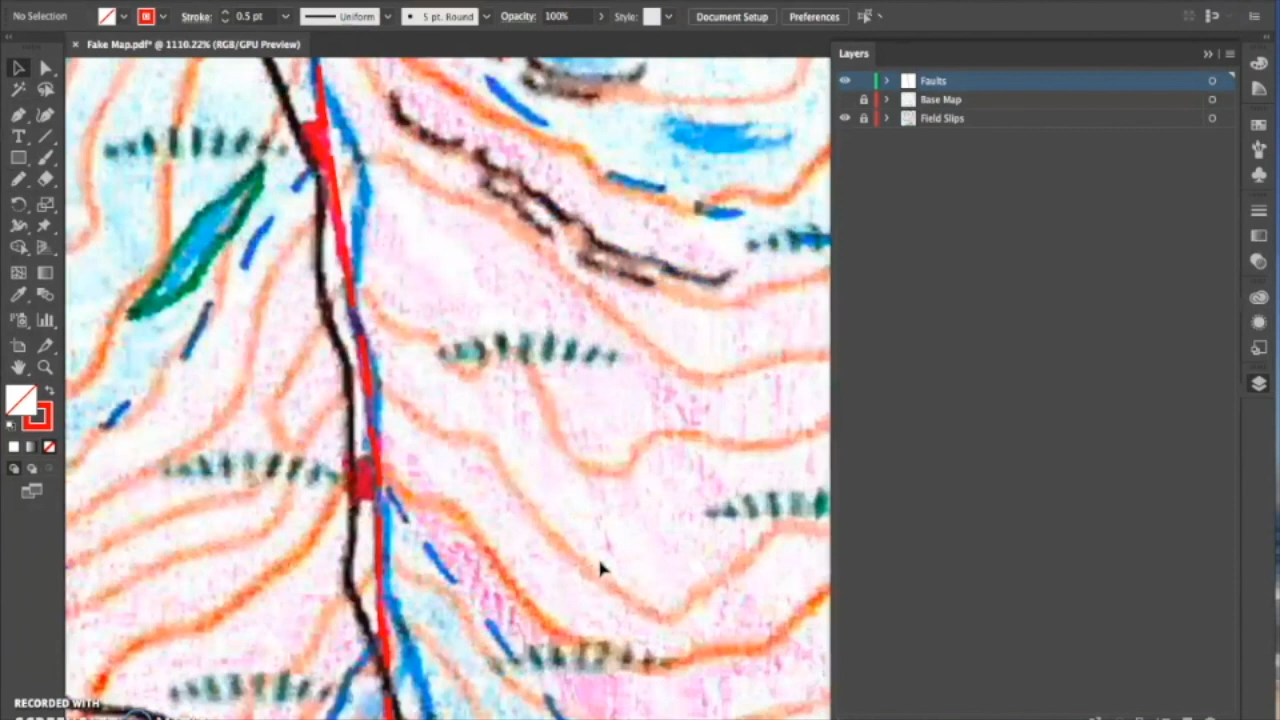 No Selection Stroke: 0.5 pt Uniform 5 pt. Round Opacity: 100% Style: Document Setup Preferences
× Fake Map.pdf* @ 1110.22% (RGB/GPU Preview)
Layers
Faults
Base Map
Field Slips
RECORDED WITH